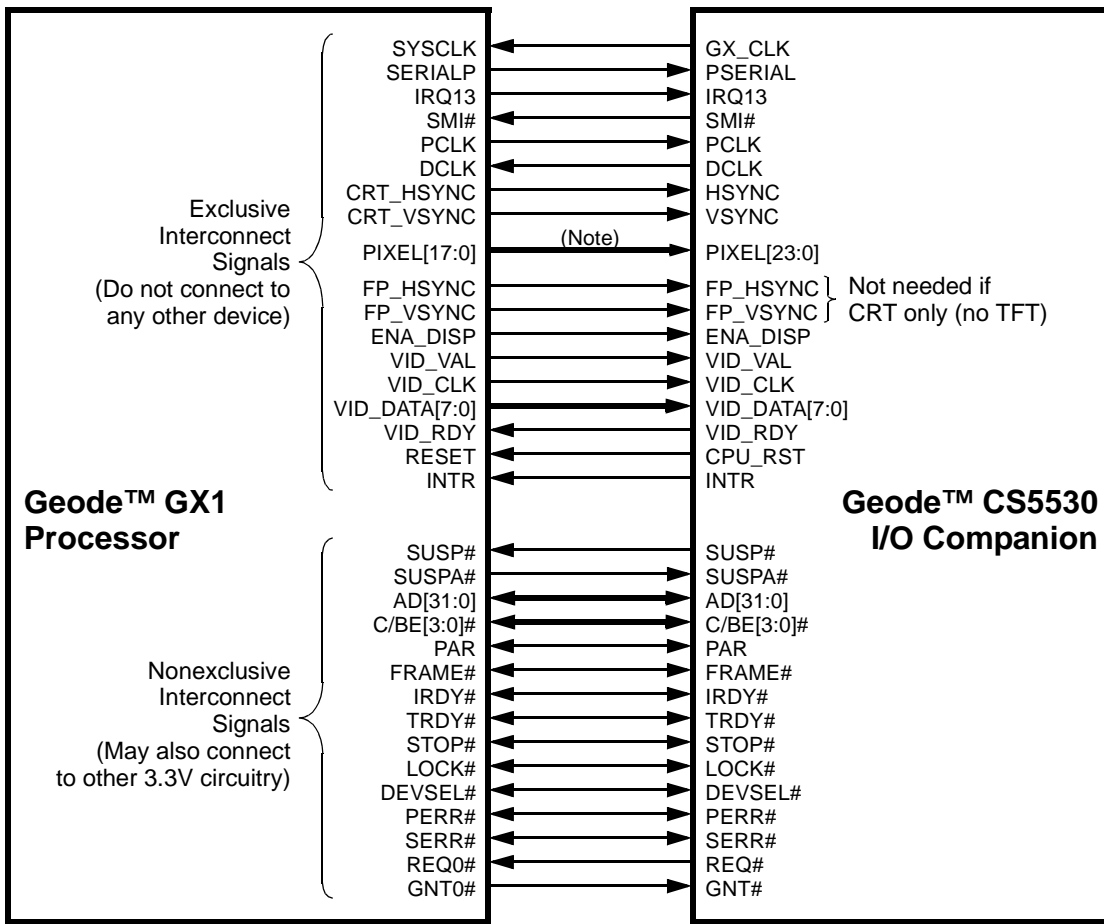 SYSCLK GX_CLK
SERIALP PSERIAL
IRQ13 IRQ13
SMI# SMI#
PCLK PCLK
DCLK DCLK
CRT_HSYNC HSYNC
CRT_VSYNC VSYNC
PIXEL[17:0] (Note) PIXEL[23:0]
FP_HSYNC FP_HSYNC
FP_VSYNC FP_VSYNC
ENA_DISP ENA_DISP
VID_VAL VID_VAL
VID_CLK VID_CLK
VID_DATA[7:0] VID_DATA[7:0]
VID_RDY VID_RDY
RESET CPU_RST
INTR INTR
Exclusive
Interconnect
Signals
(Do not connect to
any other device)
Not needed if
CRT only (no TFT)
Geode™ GX1
Processor
Geode™ CS5530
I/O Companion
SUSP# SUSP#
SUSPA# SUSPA#
AD[31:0] AD[31:0]
C/BE[3:0]# C/BE[3:0]#
PAR PAR
FRAME# FRAME#
IRDY# IRDY#
TRDY# TRDY#
STOP# STOP#
LOCK# LOCK#
DEVSEL# DEVSEL#
PERR# PERR#
SERR# SERR#
REQ0# REQ#
GNT0# GNT#
Nonexclusive
Interconnect
Signals
(May also connect
to other 3.3V circuitry)